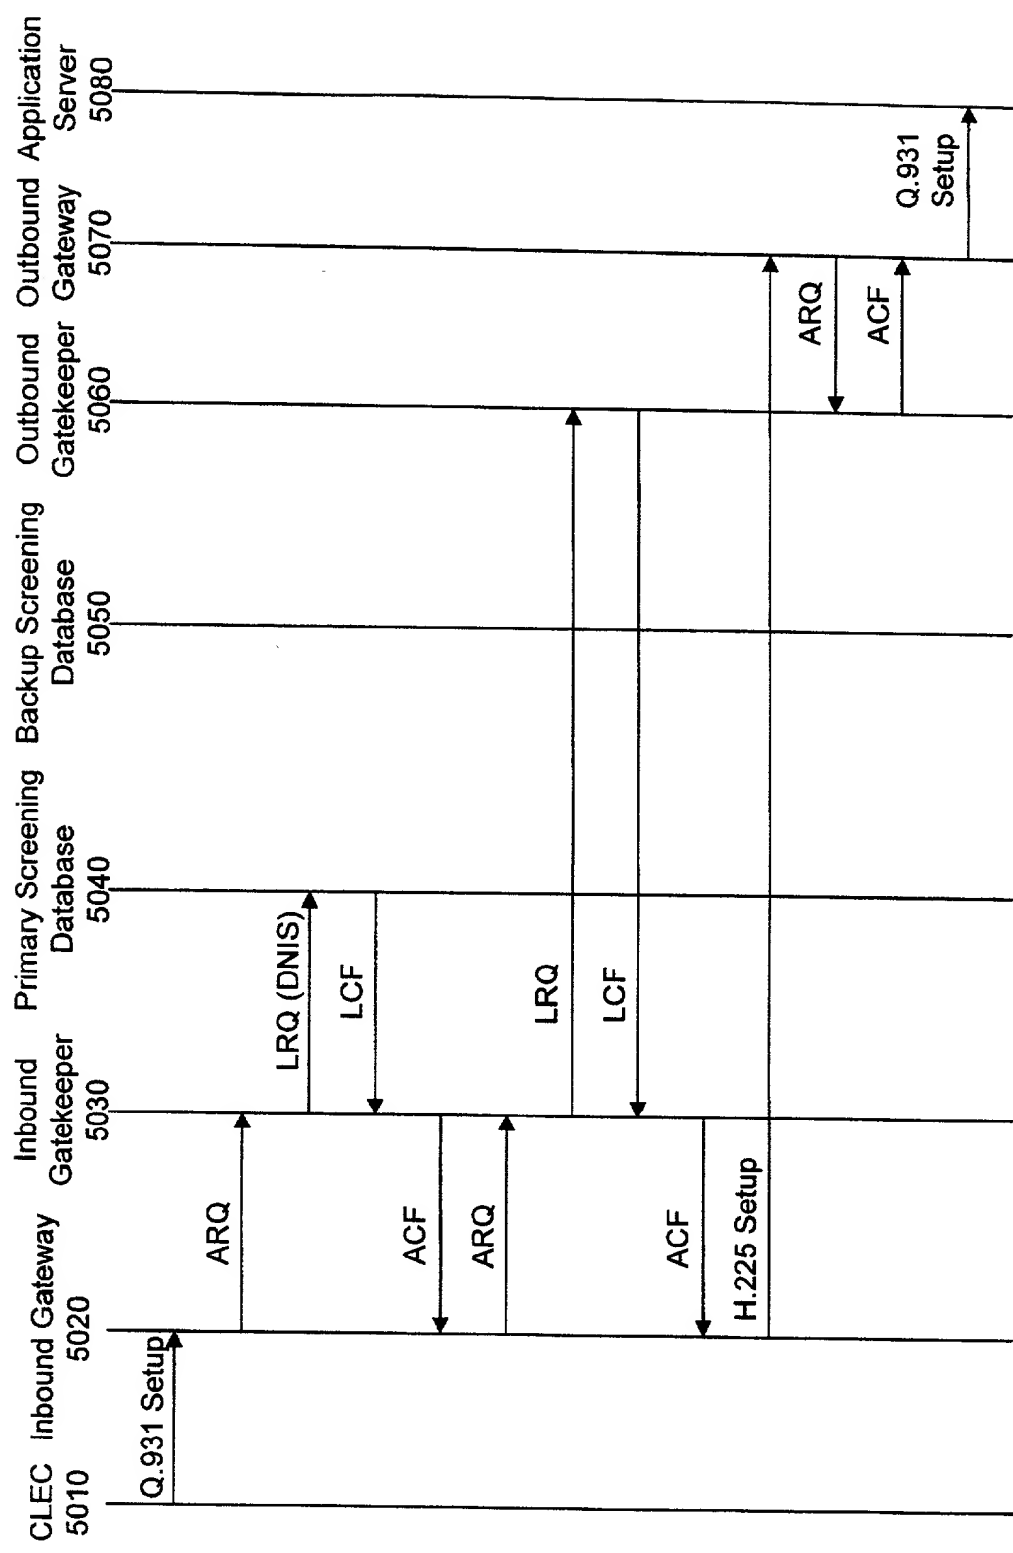 CLEC
5010
Inbound Gateway
5020
Inbound
Gatekeeper
5030
Primary Screening
Database
5040
Backup Screening
Database
5050
Outbound
Gatekeeper
5060
Outbound
Gateway
5070
Application
Server
5080
Q.931 Setup
ARQ
LRQ (DNIS)
LCF
ACF
ARQ
LRQ
LCF
ACF
H.225 Setup
ARQ
ACF
Q.931
Setup